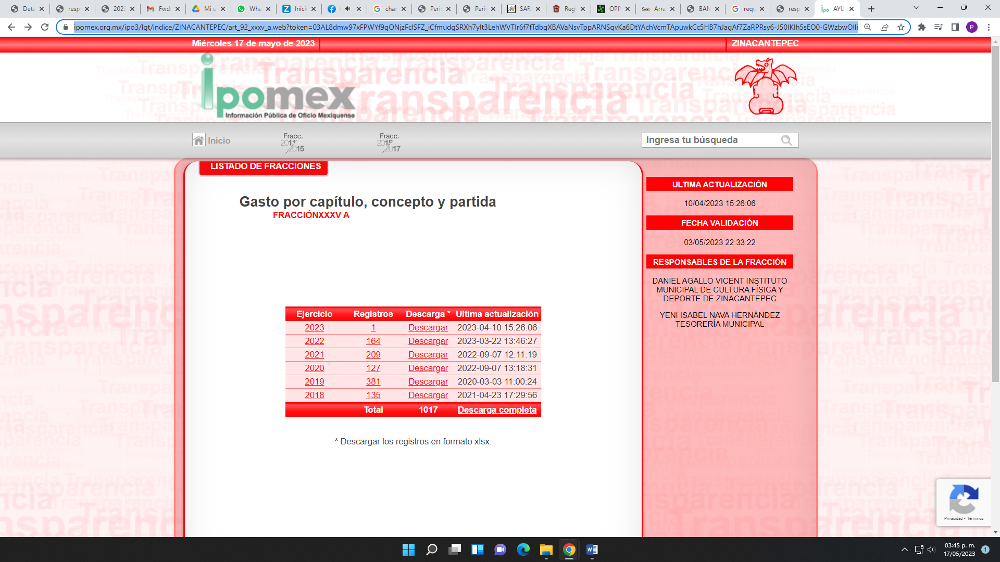 Deta
resp
2023
Fwd:
Mi u
Wha
Inici
char
Peri
Peri
SAR
Regl
OPP
Arra
BAN
requ
resp
AYU
ipomex.org.mx/ipo3/lgt/indice/ZINACANTEPEC/art_92_xxxv_a.web
Miércoles 17 de mayo de 2023
ZINACANTEPEC
ipomex
Información Pública de Oficio Mexiquense
Transparencia
Inicio
Fracc.
2011/2015
Fracc.
2015/2017
Ingresa tu búsqueda
LISTADO DE FRACCIONES
Gasto por capítulo, concepto y partida
FRACCIÓNXXXV A
Ejercicio Registros Descarga * Ultima actualización
2023 1 Descargar 2023-04-10 15:26:06
2022 164 Descargar 2023-03-22 13:46:27
2021 209 Descargar 2022-09-07 12:11:19
2020 127 Descargar 2022-09-07 13:18:31
2019 381 Descargar 2020-03-03 11:00:24
2018 135 Descargar 2021-04-23 17:29:56
Total 1017 Descarga completa
* Descargar los registros en formato xlsx.
ULTIMA ACTUALIZACIÓN
10/04/2023 15:26:06
FECHA VALIDACIÓN
03/05/2023 22:33:22
RESPONSABLES DE LA FRACCIÓN
DANIEL AGALLO VICENT INSTITUTO
MUNICIPAL DE CULTURA FÍSICA Y
DEPORTE DE ZINACANTEPEC
YENI ISABEL NAVA HERNÁNDEZ
TESORERÍA MUNICIPAL
Privacidad - Términos
03:45 p. m.
17/05/2023
1